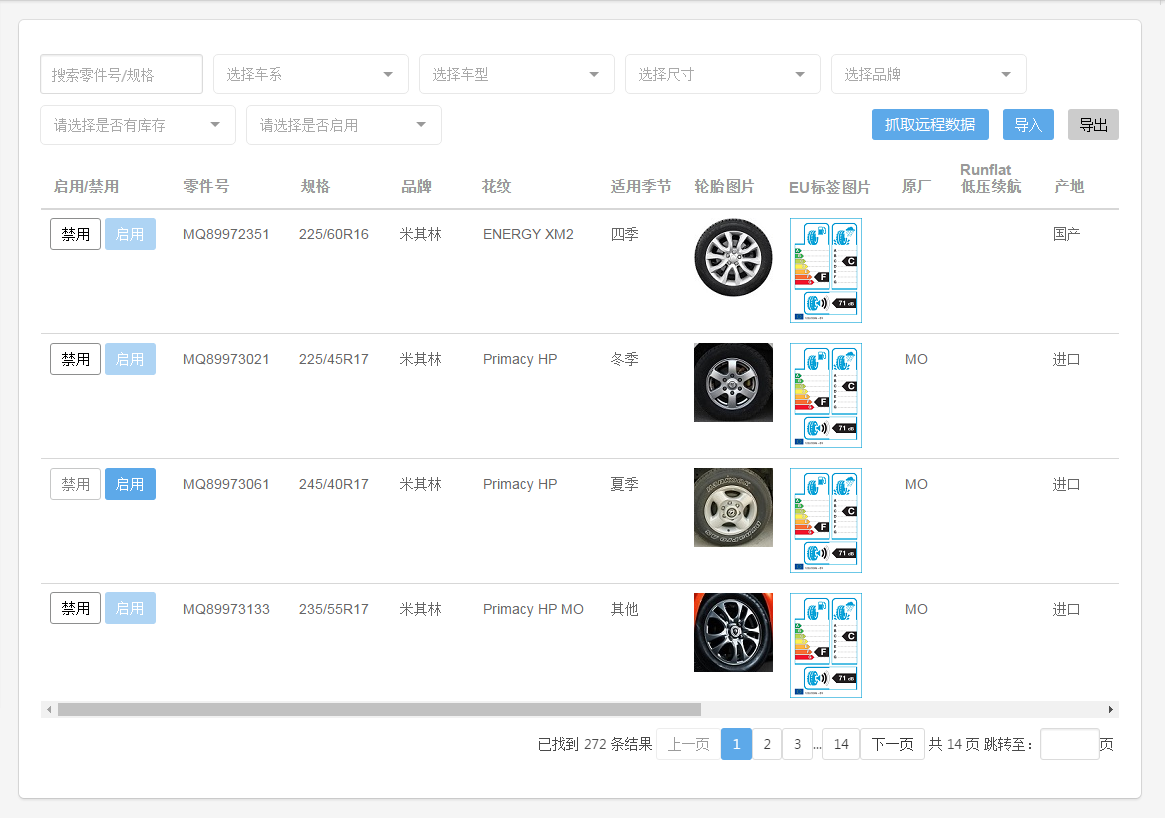 搜索零件号/规格 选择车系 选择车型 选择尺寸 选择品牌
请选择是否有库存 请选择是否启用 抓取远程数据 导入 导出
启用/禁用 零件号 规格 品牌 花纹 适用季节 轮胎图片 EU标签图片 原厂 Runflat 低压续航 产地
禁用 启用 MQ89972351 225/60R16 米其林 ENERGY XM2 四季 国产
A
B
C
D
E
F
G
C
F
71 dB
禁用 启用 MQ89973021 225/45R17 米其林 Primacy HP 冬季 MO 进口
C
F
71 dB
禁用 启用 MQ89973061 245/40R17 米其林 Primacy HP 夏季 MO 进口
C
F
71 dB
禁用 启用 MQ89973133 235/55R17 米其林 Primacy HP MO 其他 MO 进口
C
F
71 dB
已找到 272 条结果 上一页 1 2 3 ... 14 下一页 共 14 页 跳转至： 页